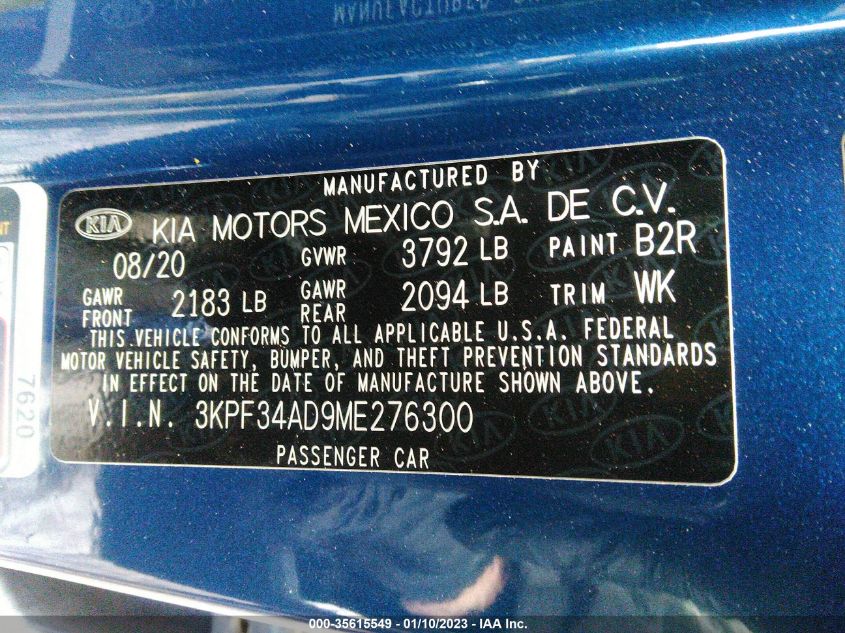 MANUFACTURED BY
KIA KIA MOTORS MEXICO S.A. DE C.V.
08/20 GVWR 3792 LB PAINT B2R
GAWR FRONT 2183 LB GAWR REAR 2094 LB TRIM WK
THIS VEHICLE CONFORMS TO ALL APPLICABLE U.S.A. FEDERAL
MOTOR VEHICLE SAFETY, BUMPER, AND THEFT PREVENTION STANDARDS
IN EFFECT ON THE DATE OF MANUFACTURE SHOWN ABOVE.
V.I.N. 3KPF34AD9ME276300
PASSENGER CAR
7620
000-35615549 - 01/10/2023 - IAA Inc.